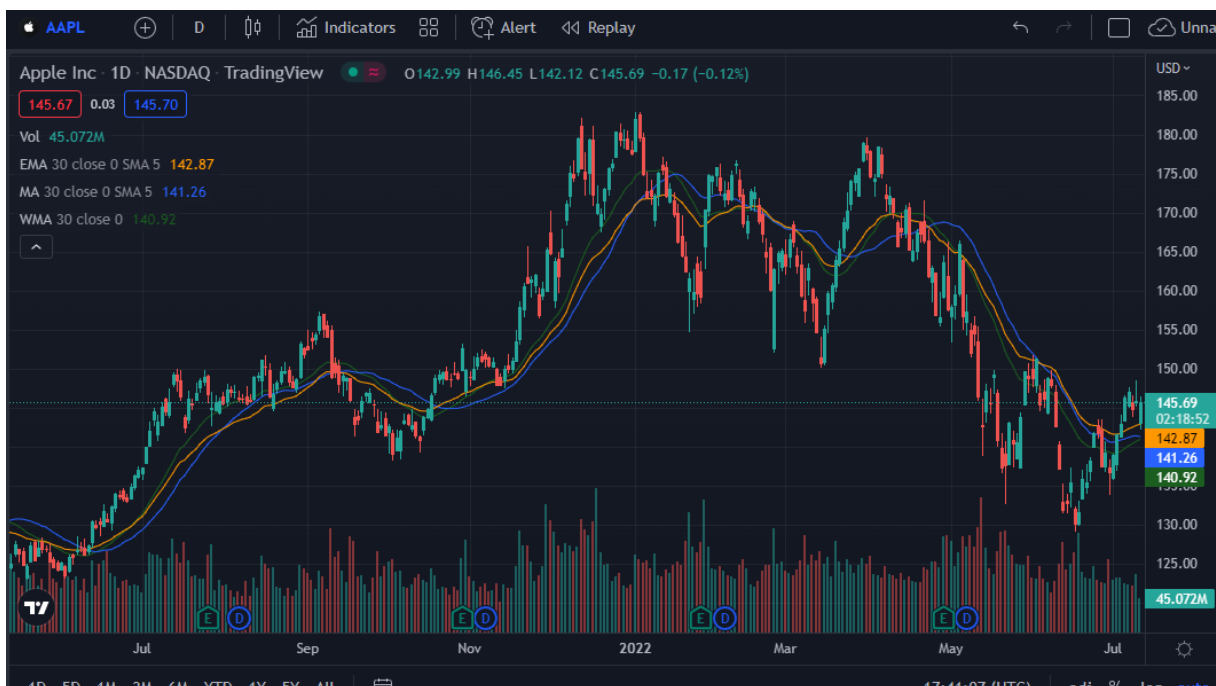 AAPL D Indicators Alert Replay Unna
Apple Inc · 1D · NASDAQ · TradingView O142.99 H146.45 L142.12 C145.69 −0.17 (−0.12%)
USD
145.67 0.03 145.70
Vol 45.072M
EMA 30 close 0 SMA 5 142.87
MA 30 close 0 SMA 5 141.26
WMA 30 close 0 140.92
185.00
180.00
175.00
170.00
165.00
160.00
155.00
150.00
145.69
02:18:52
142.87
141.26
140.92
130.00
125.00
45.072M
E D E D E D E D
Jul Sep Nov 2022 Mar May Jul